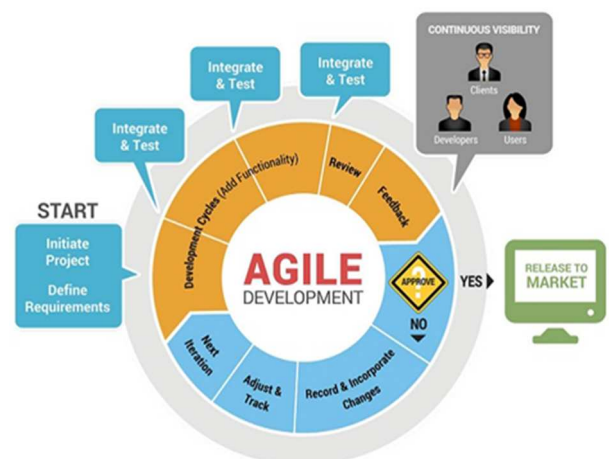 CONTINUOUS VISIBILITY
Clients
Developers
Users
Integrate
& Test
Integrate
& Test
Integrate
& Test
START
Initiate
Project
Define
Requirements
Development Cycles (Add Functionality)
Review
Feedback
AGILE
DEVELOPMENT
?
APPROVE
YES
RELEASE TO
MARKET
NO
Record & Incorporate
Changes
Adjust &
Track
Next
Iteration